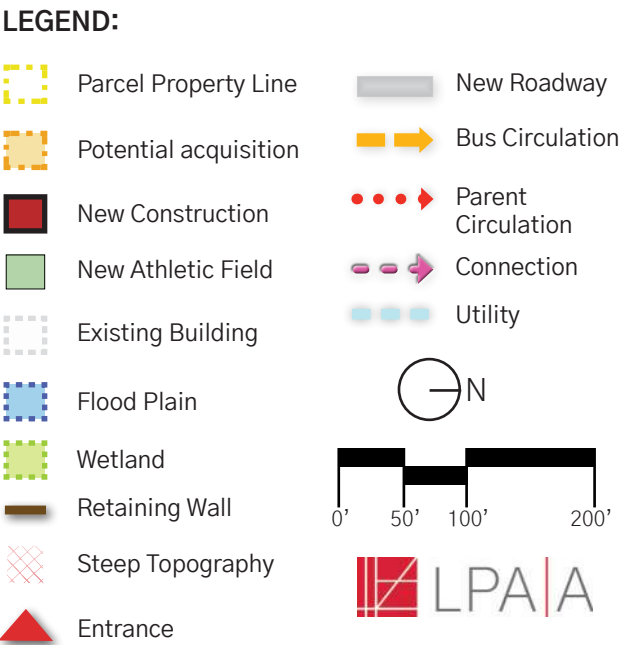 LEGEND:
Parcel Property Line
Potential acquisition
New Construction
New Athletic Field
Existing Building
Flood Plain
Wetland
Retaining Wall
Steep Topography
Entrance
New Roadway
Bus Circulation
Parent
Circulation
Connection
Utility
N
0’ 50’ 100’ 200’
LPA|A